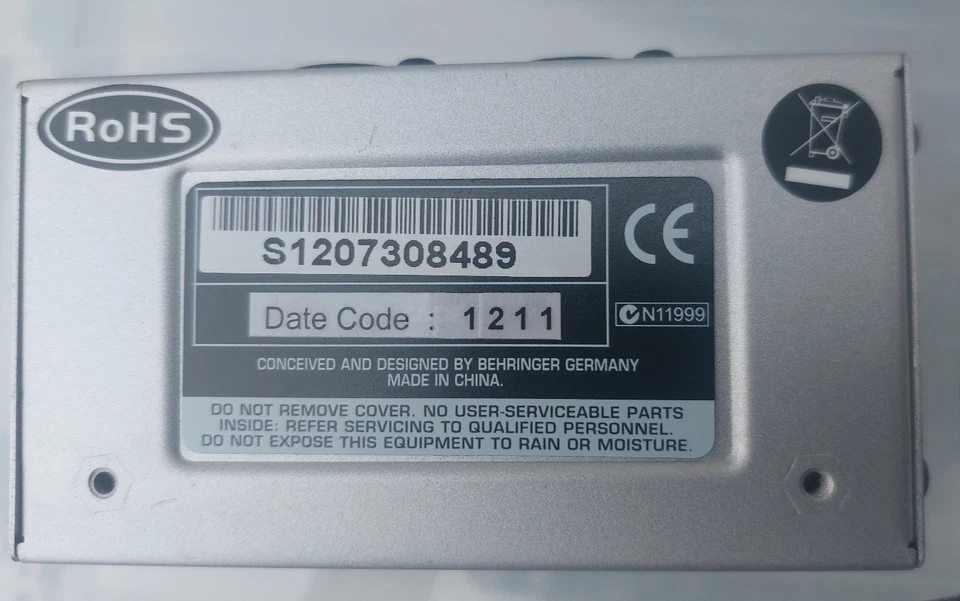 RoHS
S1207308489
Date Code : 1211
N11999
CE
CONCEIVED AND DESIGNED BY BEHRINGER GERMANY
MADE IN CHINA.
DO NOT REMOVE COVER. NO USER-SERVICEABLE PARTS
INSIDE: REFER SERVICING TO QUALIFIED PERSONNEL.
DO NOT EXPOSE THIS EQUIPMENT TO RAIN OR MOISTURE.